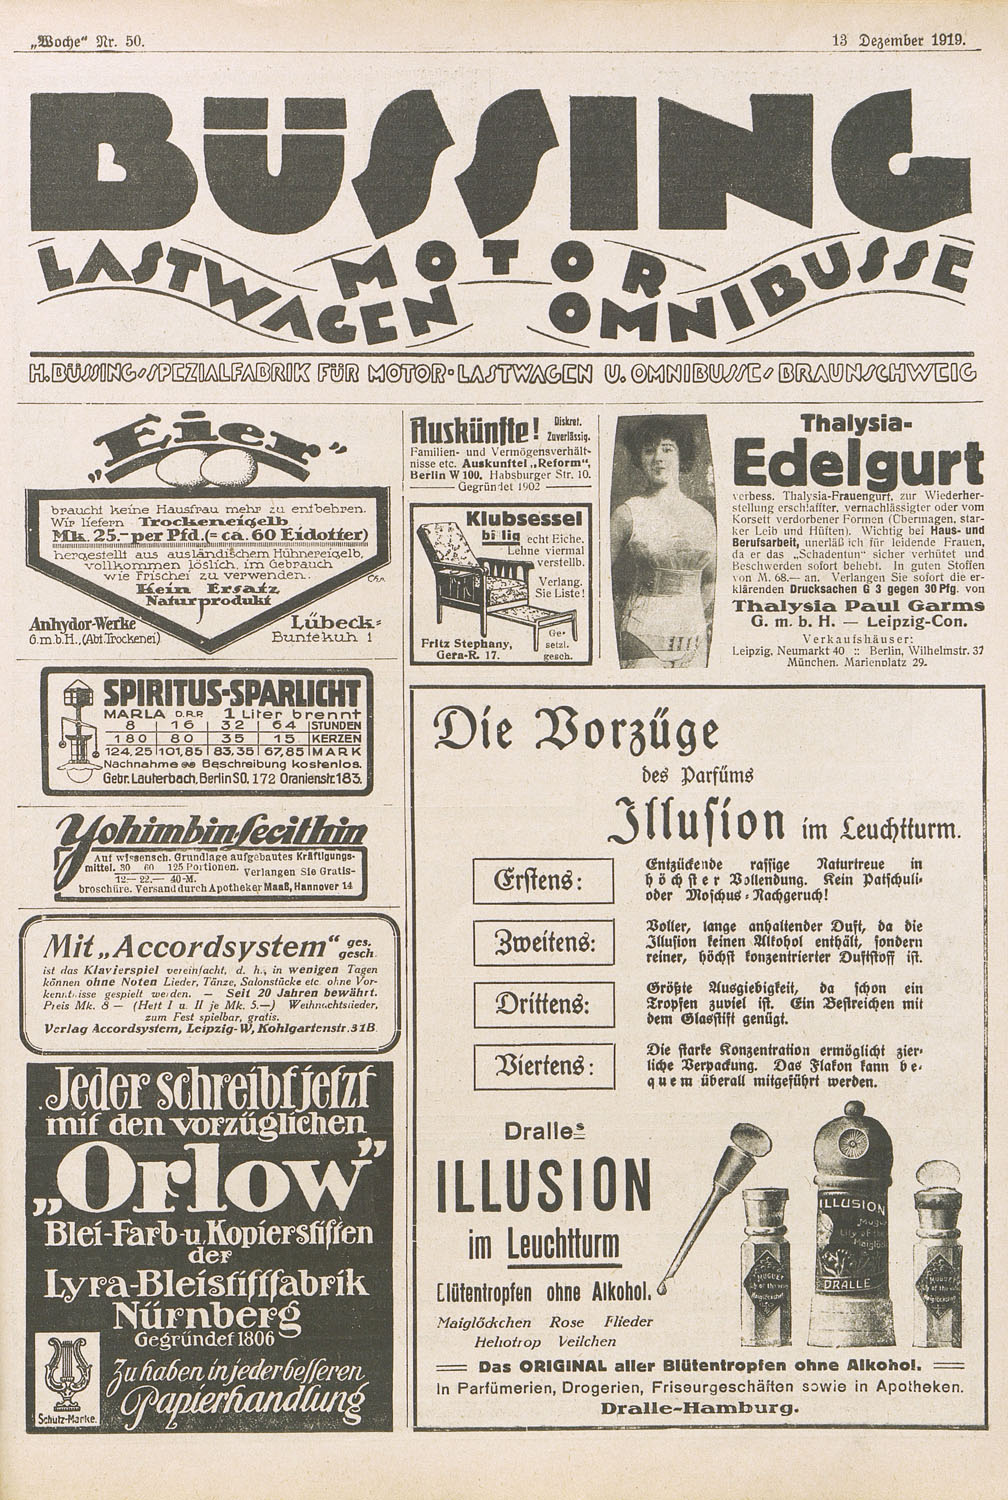 „Woche“ Nr. 50.
13 Dezember 1919.
BÜSSING
LASTWAGEN MOTOR OMNIBUSSE
H. BÜSSING · SPEZIALFABRIK FÜR MOTOR · LASTWAGEN U. OMNIBUSSE · BRAUNSCHWEIG
„Eier“
braucht keine Hausfrau mehr zu entbehren.
Wir liefern Trockeneigelb
Mk. 25.- per Pfd. (= ca. 60 Eidotter)
hergestellt aus ausländischem Hühnereigelb,
vollkommen löslich, im Gebrauch
wie Frischei zu verwenden.
Kein Ersatz
Naturprodukt
Anhydor-Werke
G.m.b.H., (Abt. Trockenei)
Lübeck=
Buntekuh 1
SPIRITUS-SPARLICHT
MARLA D.R.P. 1 Liter brennt
8 | 16 | 32 | 64 | STUNDEN
180 | 80 | 35 | 15 | KERZEN
124,25 | 101,85 | 83,35 | 67,85 | MARK
Nachnahme Beschreibung kostenlos.
Gebr. Lauterbach, Berlin SO, 172 Oranienstr. 183.
Yohimbin-Lecithin
Auf wissensch. Grundlage aufgebautes Kräftigungs-
mittel. 30 60 125 Portionen. Verlangen Sie Gratis-
12— 22.— 40.-M.
broschüre. Versand durch Apotheker Maaß, Hannover 14
Mit „Accordsystem“ ges. gesch.
ist das Klavierspiel vereinfacht, d. h., in wenigen Tagen
können ohne Noten Lieder, Tänze, Salonstücke etc. ohne Vor-
kenntnisse gespielt werden. — Seit 20 Jahren bewährt.
Preis Mk. 8 — (Heft I u. II je Mk. 5.—) Weihnachtslieder,
zum Fest spielbar, gratis.
Verlag Accordsystem, Leipzig-W, Kohlgartenstr. 31B.
Jeder schreibt jetzt
mit den vorzüglichen
„Orlow“
Blei-Farb-u. Kopierstiften
der
Lyra-Bleistiftfabrik
Nürnberg
Gegründet 1806
Zu haben in jeder besseren
Papierhandlung
Schutz-Marke.
Auskünfte! Diskret.
Zuverlässig.
Familien- und Vermögensverhält-
nisse etc. Auskunftei „Reform“,
Berlin W 100. Habsburger Str. 10.
Gegründet 1902
Klubsessel
billig echt Eiche.
Lehne viermal
verstellb.
Verlang.
Sie Liste!
Fritz Stephany,
Gera-R. 17.
Ge-
setzl.
gesch.
Thalysia-
Edelgurt
verbess. Thalysia-Frauengurt, zur Wiederher-
stellung erschlaffter, vernachlässigter oder vom
Korsett verdorbener Formen (Übermagen, star-
ker Leib und Hüften). Wichtig bei Haus- und
Berufsarbeit, unerläßlich für leidende Frauen,
da er das „Schadentun“ sicher verhütet und
Beschwerden sofort behebt. In guten Stoffen
von M. 68.— an. Verlangen Sie sofort die er-
klärenden Drucksachen G 3 gegen 30 Pfg. von
Thalysia Paul Garms
G. m. b. H. — Leipzig-Con.
Verkaufshäuser:
Leipzig, Neumarkt 40 :: Berlin, Wilhelmstr. 37
München, Marienplatz 29.
Die Vorzüge
des Parfüms
Illusion im Leuchtturm.
Erstens:
Entzückende rassige Naturtreue in
höchster Vollendung. Kein Patschuli-
oder Moschus-Nachgeruch!
Zweitens:
Voller, lange anhaltender Duft, da die
Illusion keinen Alkohol enthält, sondern
reiner, höchst konzentrierter Duftstoff ist.
Drittens:
Größte Ausgiebigkeit, da schon ein
Tropfen zuviel ist. Ein Bestreichen mit
dem Glasstift genügt.
Viertens:
Die starke Konzentration ermöglicht zier-
liche Verpackung. Das Flakon kann be-
quem überall mitgeführt werden.
Dralles
ILLUSION
im Leuchtturm
Blütentropfen ohne Alkohol.
Maiglöckchen Rose Flieder
Heliotrop Veilchen
ILLUSION
DRALLE
MUGUET
Das ORIGINAL aller Blütentropfen ohne Alkohol.
In Parfümerien, Drogerien, Friseurgeschäften sowie in Apotheken.
Dralle-Hamburg.